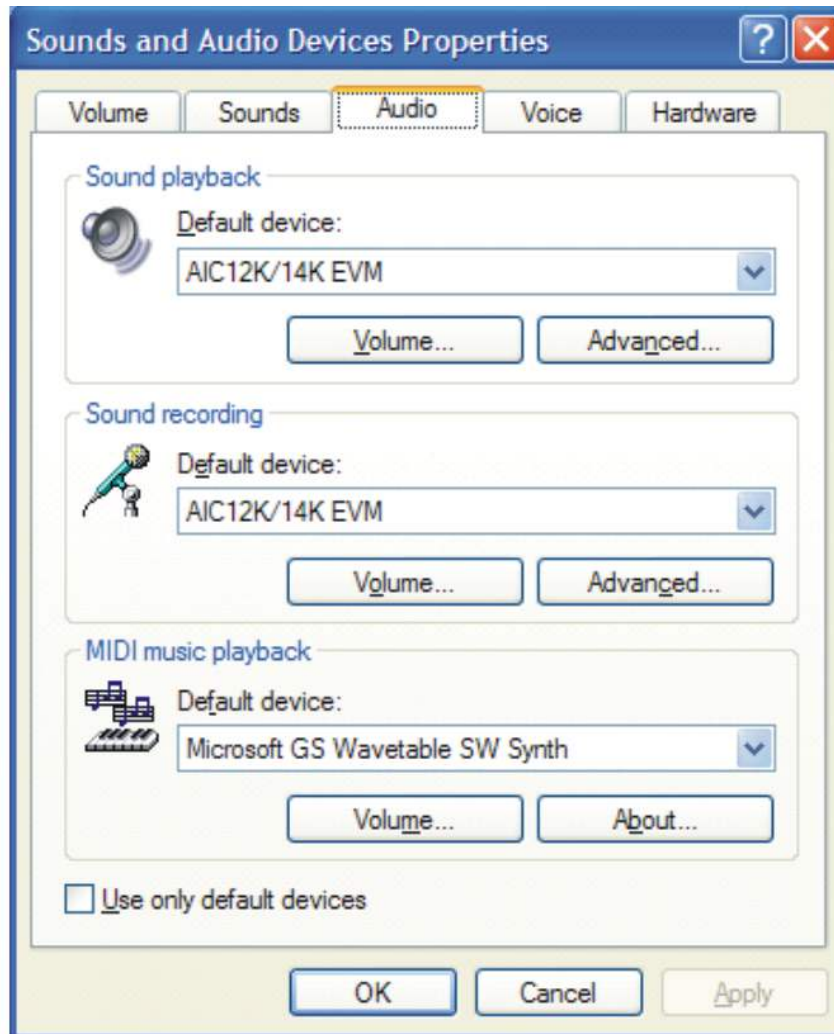 Sounds and Audio Devices Properties
Volume Sounds Audio Voice Hardware
Sound playback
Default device:
AIC12K/14K EVM
Volume... Advanced...
Sound recording
Default device:
AIC12K/14K EVM
Volume... Advanced...
MIDI music playback
Default device:
Microsoft GS Wavetable SW Synth
Volume... About...
Use only default devices
OK Cancel Apply